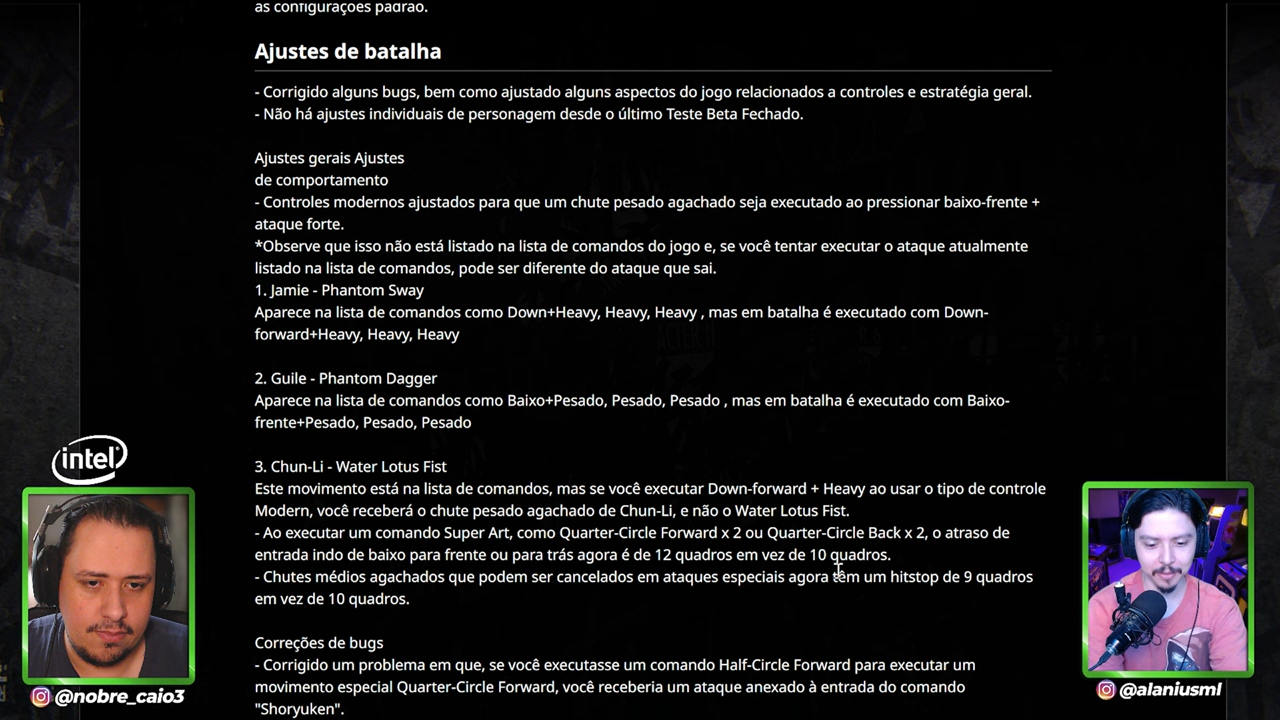 as configurações padrão.
Ajustes de batalha
- Corrigido alguns bugs, bem como ajustado alguns aspectos do jogo relacionados a controles e estratégia geral.
- Não há ajustes individuais de personagem desde o último Teste Beta Fechado.
Ajustes gerais Ajustes
de comportamento
- Controles modernos ajustados para que um chute pesado agachado seja executado ao pressionar baixo-frente +
ataque forte.
*Observe que isso não está listado na lista de comandos do jogo e, se você tentar executar o ataque atualmente
listado na lista de comandos, pode ser diferente do ataque que sai.
1. Jamie - Phantom Sway
Aparece na lista de comandos como Down+Heavy, Heavy, Heavy , mas em batalha é executado com Down-
forward+Heavy, Heavy, Heavy
2. Guile - Phantom Dagger
Aparece na lista de comandos como Baixo+Pesado, Pesado, Pesado , mas em batalha é executado com Baixo-
frente+Pesado, Pesado, Pesado
3. Chun-Li - Water Lotus Fist
Este movimento está na lista de comandos, mas se você executar Down-forward + Heavy ao usar o tipo de controle
Modern, você receberá o chute pesado agachado de Chun-Li, e não o Water Lotus Fist.
- Ao executar um comando Super Art, como Quarter-Circle Forward x 2 ou Quarter-Circle Back x 2, o atraso de
entrada indo de baixo para frente ou para trás agora é de 12 quadros em vez de 10 quadros.
- Chutes médios agachados que podem ser cancelados em ataques especiais agora têm um hitstop de 9 quadros
em vez de 10 quadros.
Correções de bugs
- Corrigido um problema em que, se você executasse um comando Half-Circle Forward para executar um
movimento especial Quarter-Circle Forward, você receberia um ataque anexado à entrada do comando
"Shoryuken".
intel
@nobre_caio3
@alaniusml